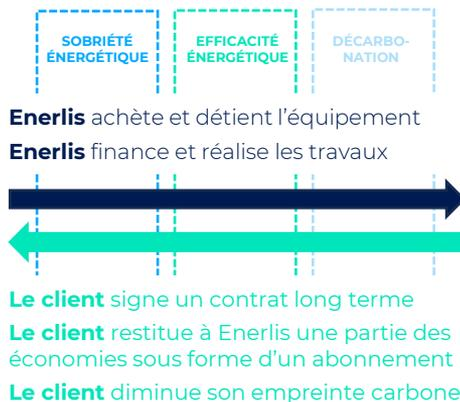 SOBRIÉTÉ
ÉNERGÉTIQUE
EFFICACITÉ
ÉNERGÉTIQUE
DÉCARBO-
NATION
Enerlis achète et détient l’équipement
Enerlis finance et réalise les travaux
Le client signe un contrat long terme
Le client restitue à Enerlis une partie des
économies sous forme d’un abonnement
Le client diminue son empreinte carbone